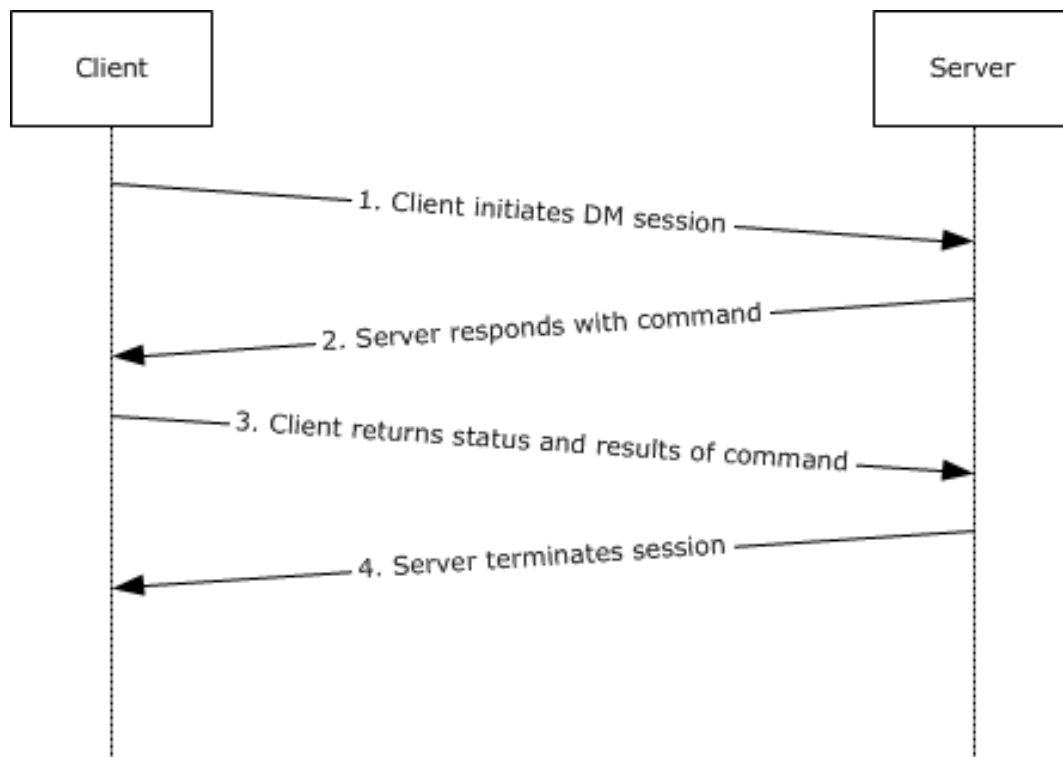 Client
Server
1. Client initiates DM session
2. Server responds with command
3. Client returns status and results of command
4. Server terminates session